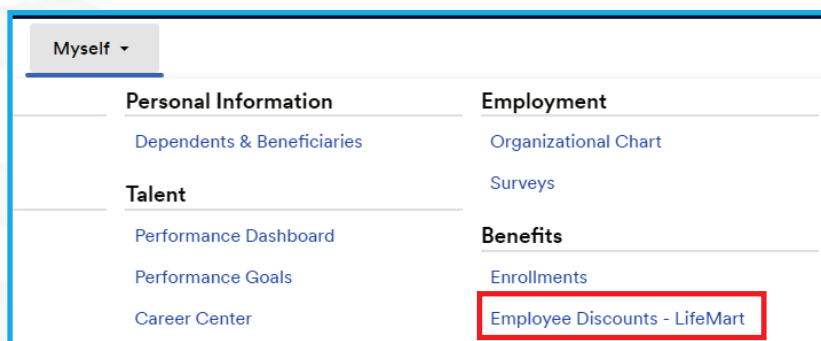 Myself
Personal Information
Dependents & Beneficiaries
Talent
Performance Dashboard
Performance Goals
Career Center
Employment
Organizational Chart
Surveys
Benefits
Enrollments
Employee Discounts - LifeMart